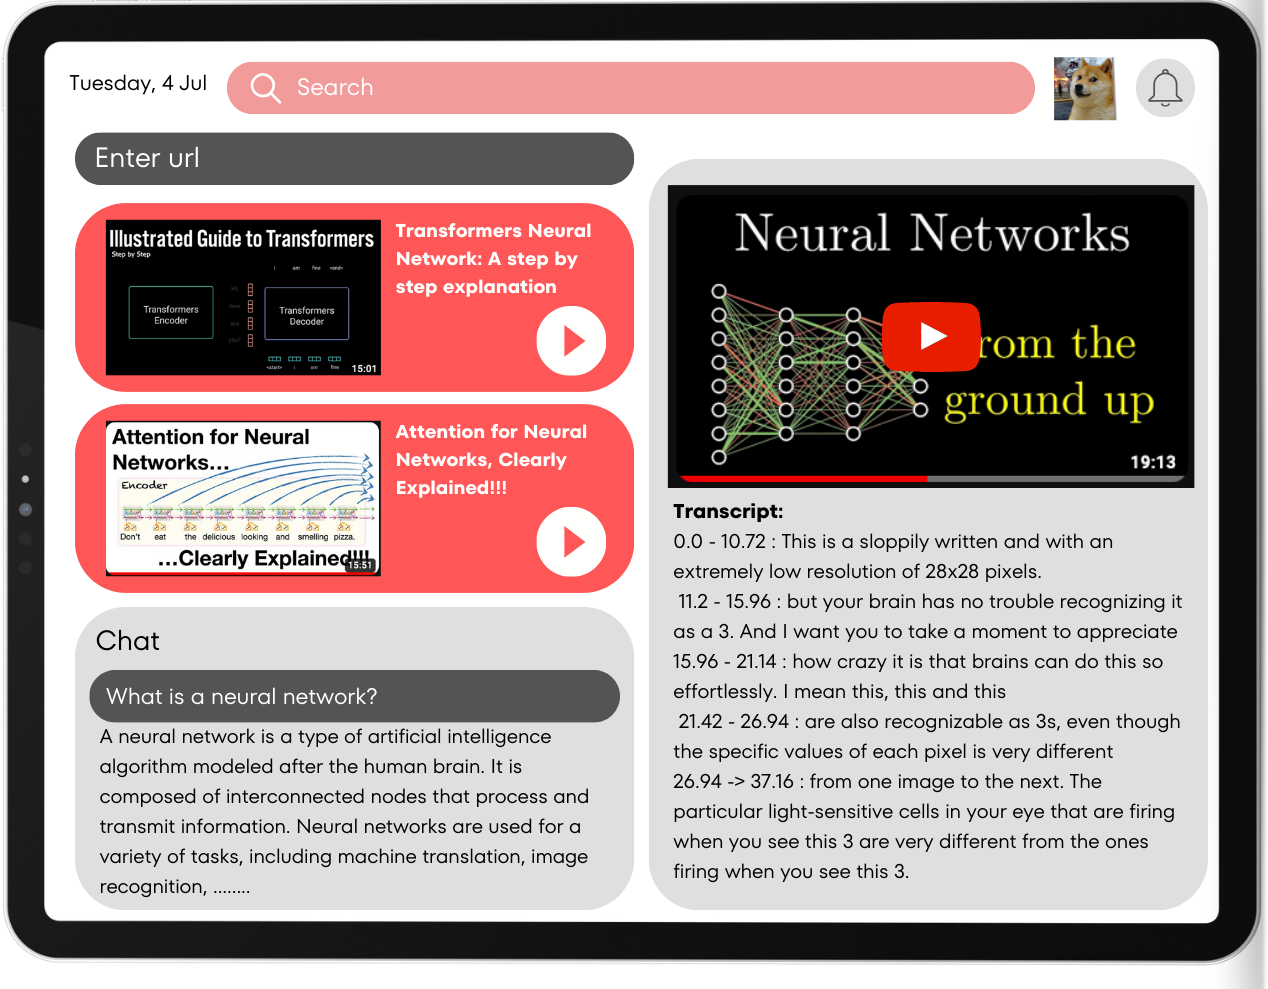 Tuesday, 4 Jul
Search
Enter url
Illustrated Guide to Transformers
Step by Step
I am fine <end>
Hi,
how
are
you?
Transformers
Encoder
Transformers
Decoder
<start> I am fine
15:01
Transformers Neural
Network: A step by
step explanation
Attention for Neural
Networks...
Encoder
Don't eat the delicious looking and smelling pizza.
...Clearly Explained!!!
15:51
Attention for Neural
Networks, Clearly
Explained!!!
Chat
What is a neural network?
A neural network is a type of artificial intelligence
algorithm modeled after the human brain. It is
composed of interconnected nodes that process and
transmit information. Neural networks are used for a
variety of tasks, including machine translation, image
recognition, ........
Neural Networks
rom the
ground up
19:13
Transcript:
0.0 - 10.72 : This is a sloppily written and with an
extremely low resolution of 28x28 pixels.
11.2 - 15.96 : but your brain has no trouble recognizing it
as a 3. And I want you to take a moment to appreciate
15.96 - 21.14 : how crazy it is that brains can do this so
effortlessly. I mean this, this and this
21.42 - 26.94 : are also recognizable as 3s, even though
the specific values of each pixel is very different
26.94 -> 37.16 : from one image to the next. The
particular light-sensitive cells in your eye that are firing
when you see this 3 are very different from the ones
firing when you see this 3.